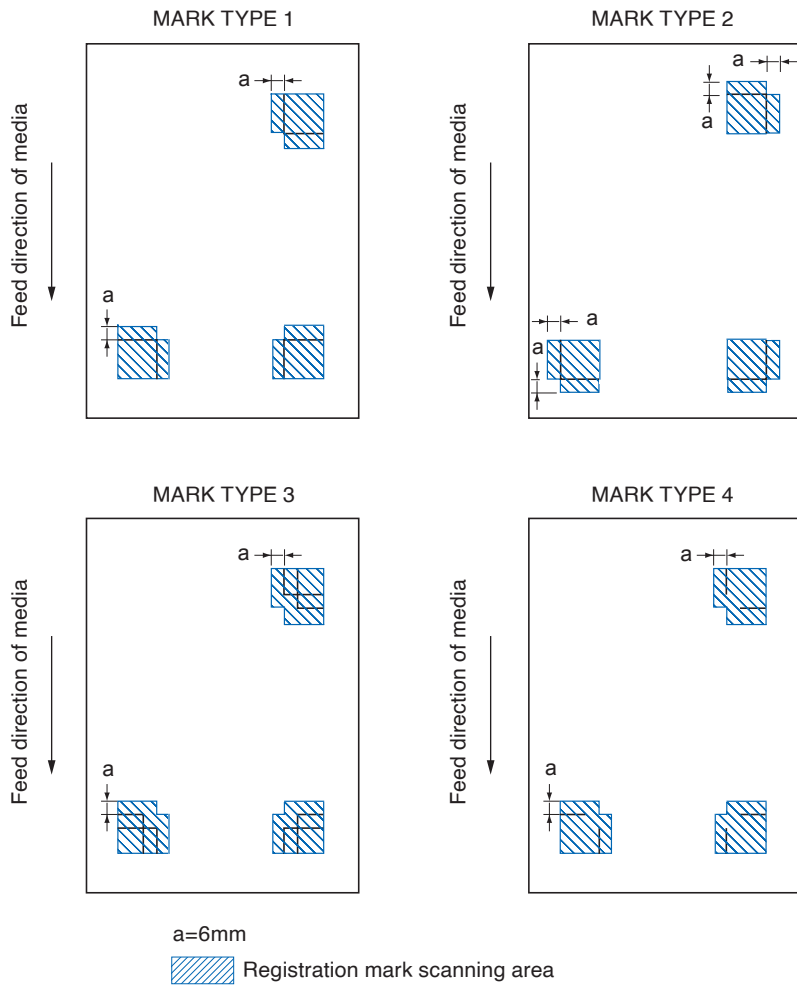 MARK TYPE 1
MARK TYPE 2
a
a
a
Feed direction of media
Feed direction of media
a
a
a
MARK TYPE 3
MARK TYPE 4
a
a
Feed direction of media
Feed direction of media
a
a
a=6mm
Registration mark scanning area